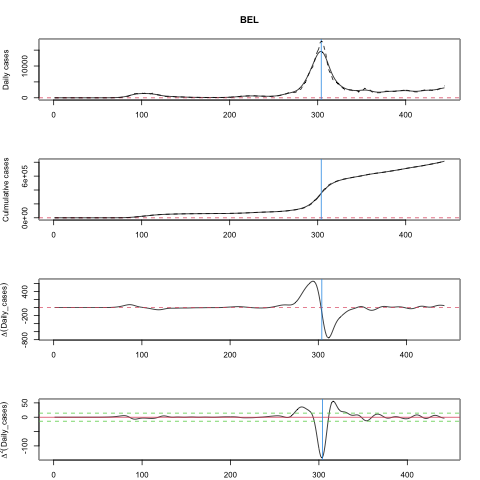 BEL
Daily cases
0 10000
0 100 200 300 400
Culmulative cases
0e+00 6e+05
0 100 200 300 400
Δ(Daily_cases)
-800 -200 400
0 100 200 300 400
Δ²(Daily_cases)
-100 0 50
0 100 200 300 400